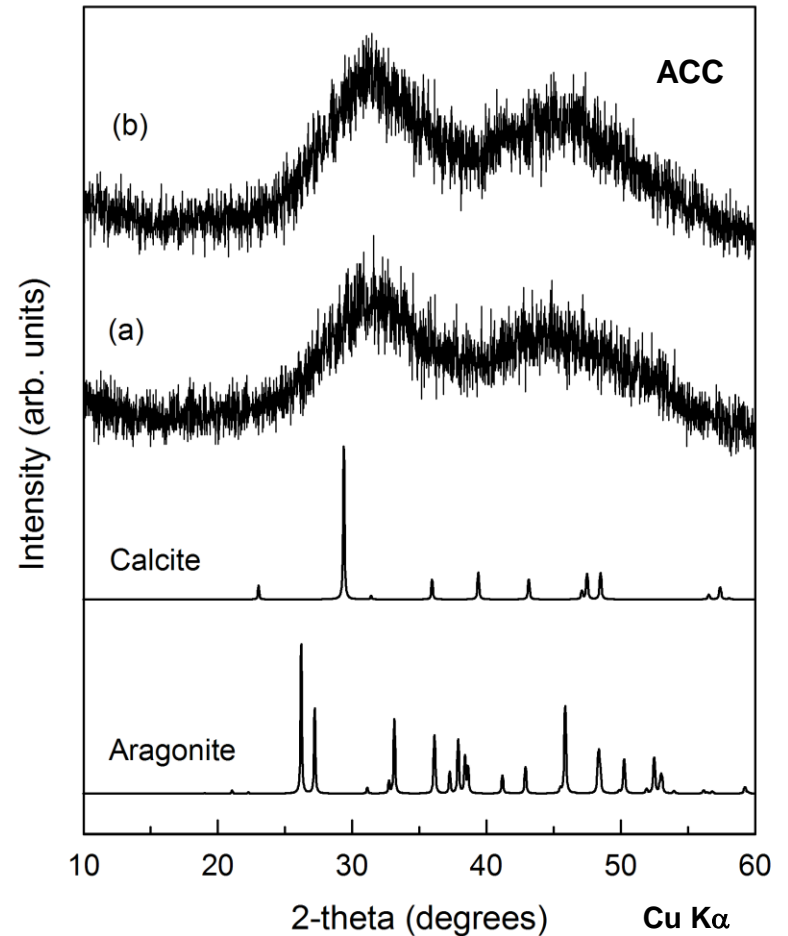 ACC
(b)
(a)
Calcite
Aragonite
Intensity (arb. units)
10 20 30 40 50 60
2-theta (degrees)
Cu Kα